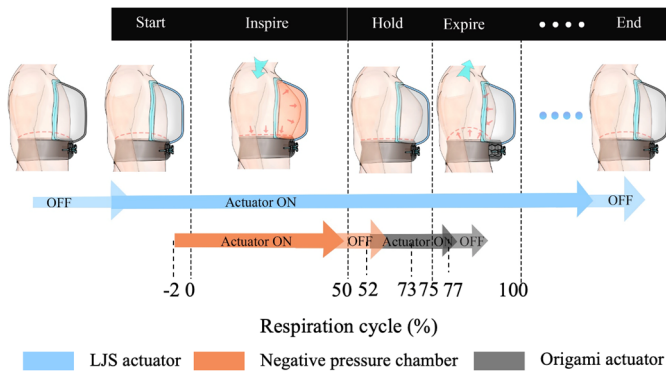 Start Inspire Hold Expire End
OFF Actuator ON OFF
Actuator ON OFF Actuator ON OFF
-2 0 50 52 73 75 77 100
Respiration cycle (%)
LJS actuator Negative pressure chamber Origami actuator